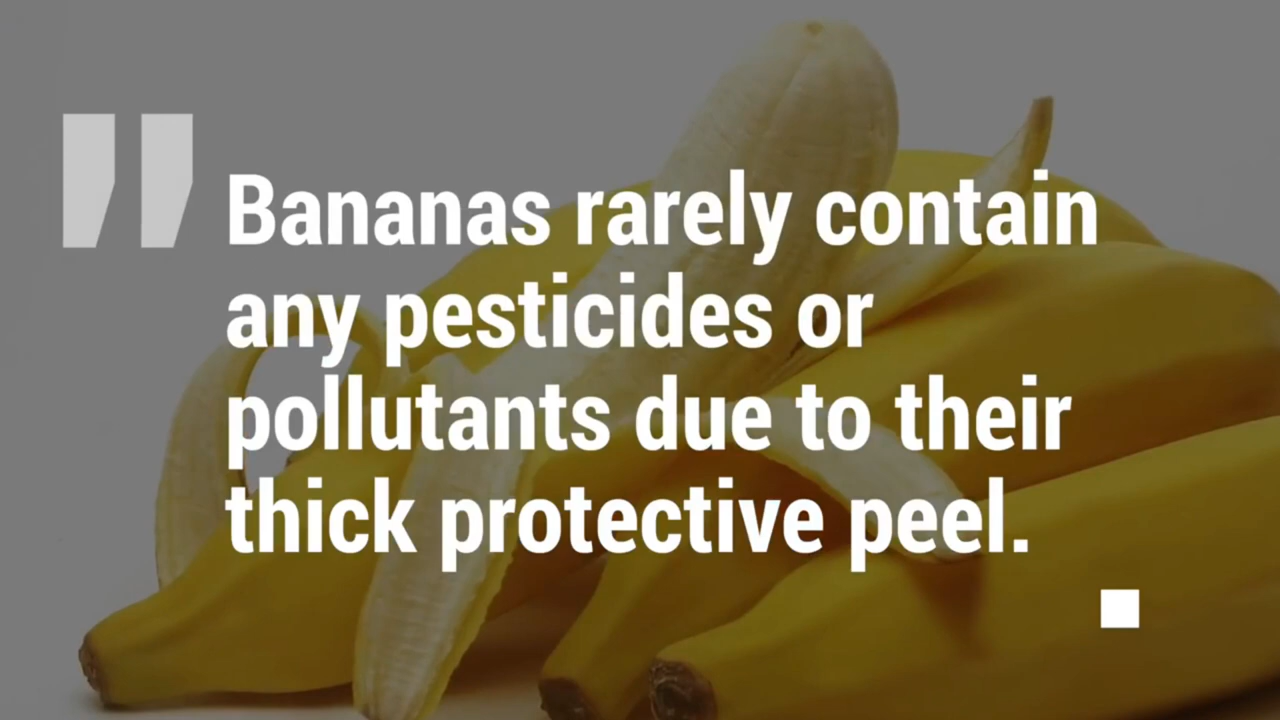 "Bananas rarely contain
any pesticides or
pollutants due to their
thick protective peel.